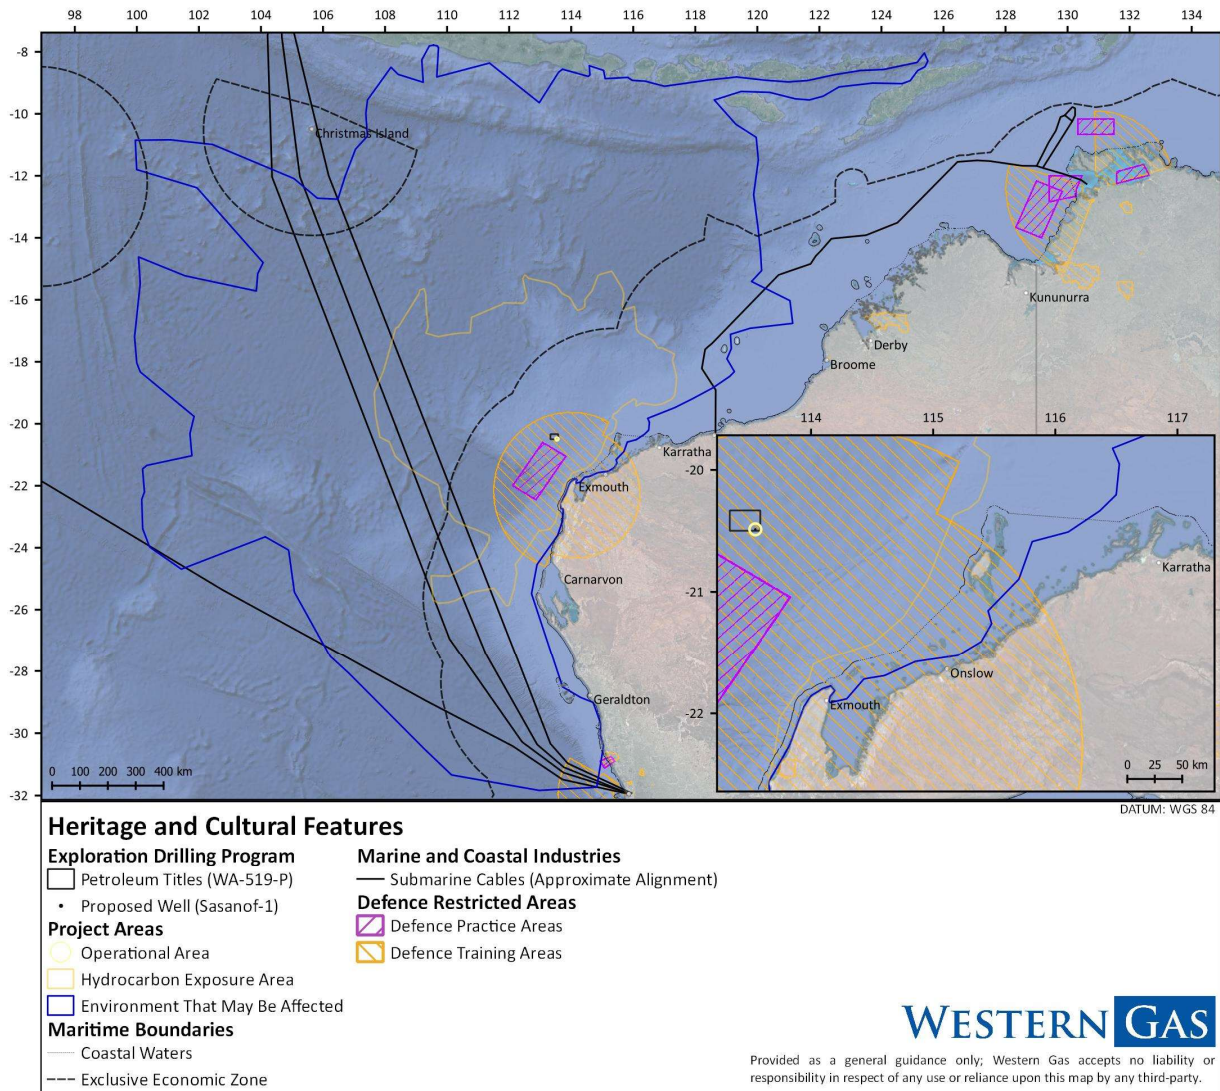 98 100 102 104 106 108 110 112 114 116 118 120 122 124 126 128 130 132 134
-8
-10
-12
-14
-16
-18
-20
-22
-24
-26
-28
-30
-32
Christmas Island
Kununurra
Derby
Broome
Karratha
Exmouth
Carnarvon
Geraldton
0 100 200 300 400 km
114 115 116 117
-20
-21
-22
Karratha
Onslow
Exmouth
0 25 50 km
DATUM: WGS 84
Heritage and Cultural Features
Exploration Drilling Program
Petroleum Titles (WA-519-P)
Proposed Well (Sasanof-1)
Project Areas
Operational Area
Hydrocarbon Exposure Area
Environment That May Be Affected
Maritime Boundaries
Coastal Waters
Exclusive Economic Zone
Marine and Coastal Industries
Submarine Cables (Approximate Alignment)
Defence Restricted Areas
Defence Practice Areas
Defence Training Areas
WESTERN GAS
Provided as a general guidance only; Western Gas accepts no liability or
responsibility in respect of any use or reliance upon this map by any third-party.